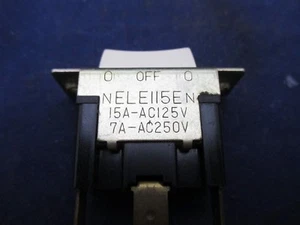 O OFF O
NELE115EN
15A-AC125V
7A-AC250V